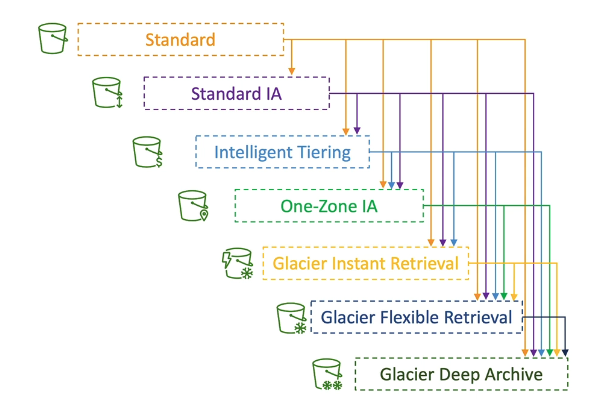 Standard
Standard IA
Intelligent Tiering
One-Zone IA
Glacier Instant Retrieval
Glacier Flexible Retrieval
Glacier Deep Archive